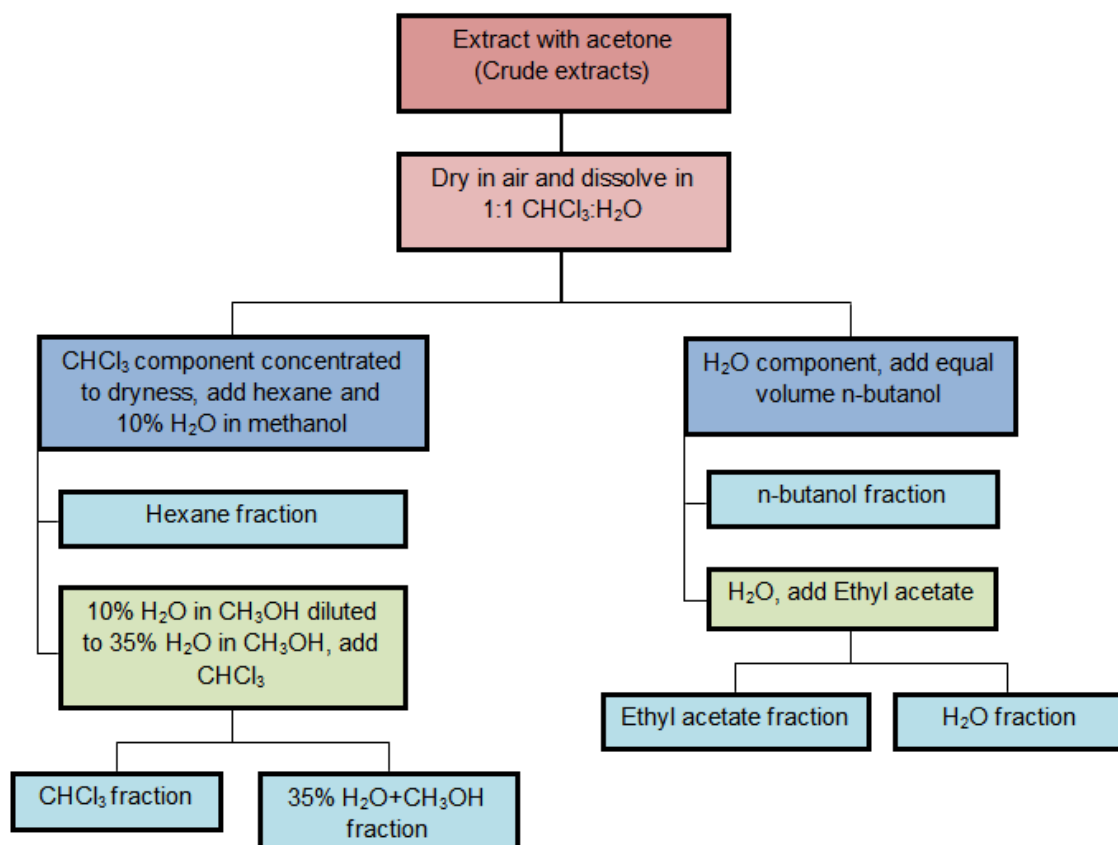 Extract with acetone
(Crude extracts)
Dry in air and dissolve in
1:1 CHCl₃:H₂O
CHCl₃ component concentrated
to dryness, add hexane and
10% H₂O in methanol
Hexane fraction
10% H₂O in CH₃OH diluted
to 35% H₂O in CH₃OH, add
CHCl₃
CHCl₃ fraction
35% H₂O+CH₃OH
fraction
H₂O component, add equal
volume n-butanol
n-butanol fraction
H₂O, add Ethyl acetate
Ethyl acetate fraction
H₂O fraction